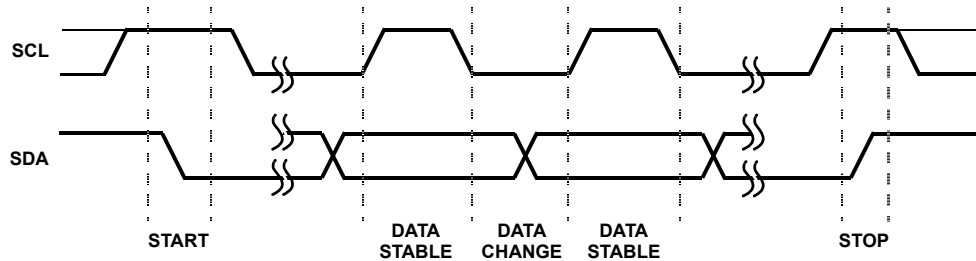 SCL
SDA
START
DATA STABLE
DATA CHANGE
DATA STABLE
STOP